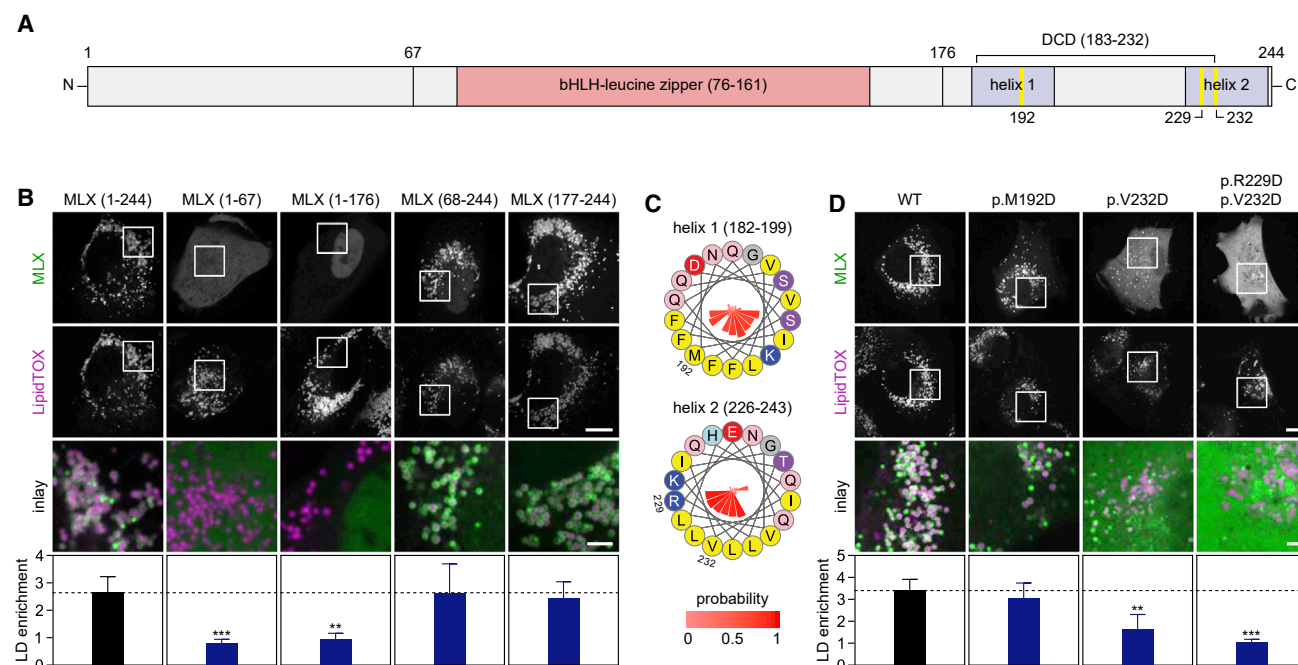 A
1 67 176 DCD (183-232) 244
N bHLH-leucine zipper (76-161) helix 1 helix 2 C
192 229 232
B
MLX (1-244) MLX (1-67) MLX (1-176) MLX (68-244) MLX (177-244)
MLX
LipidTOX
inlay
LD enrichment
4
3
2
1
0
*** **
C
helix 1 (182-199)
Q G V S V S I K L F F M F F Q Q D N
192
helix 2 (226-243)
E N G T Q I Q V L L V L L R K I Q H
229
232
probability
0 0.5 1
D
WT p.M192D p.V232D p.R229D
p.V232D
MLX
LipidTOX
inlay
LD enrichment
5
4
3
2
1
0
** ***